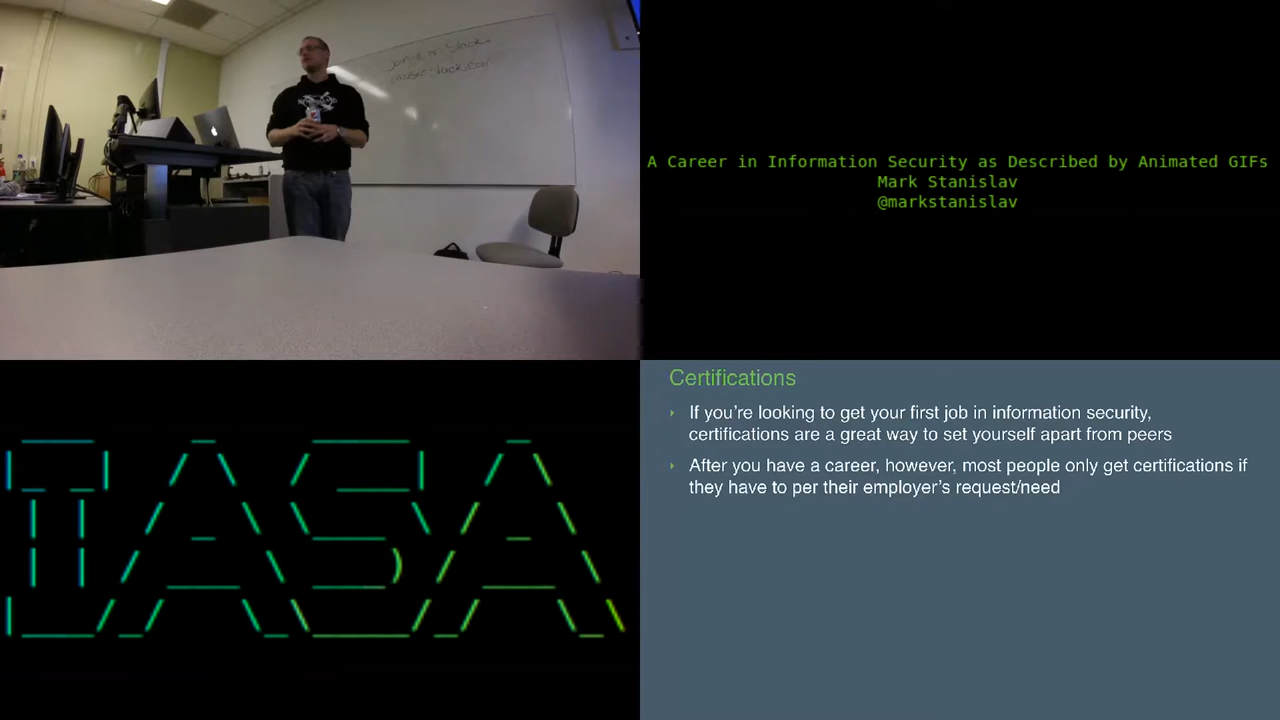 A Career in Information Security as Described by Animated GIFs
Mark Stanislav
@markstanislav
IASA
Certifications
If you're looking to get your first job in information security,
certifications are a great way to set yourself apart from peers
After you have a career, however, most people only get certifications if
they have to per their employer's request/need